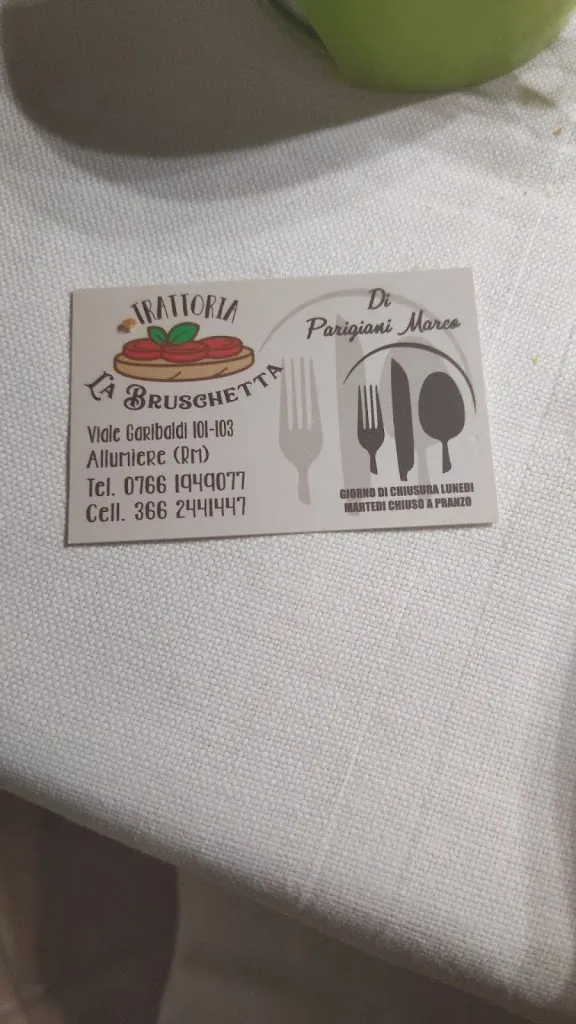 TRATTORIA
LA BRUSCHETTA
Viale Garibaldi 101-103
Allumiere (Rm)
Tel. 0766 1949077
Cell. 366 2441447
Di
Parigiani Marco
GIORNO DI CHIUSURA LUNEDI
MARTEDI CHIUSO A PRANZO